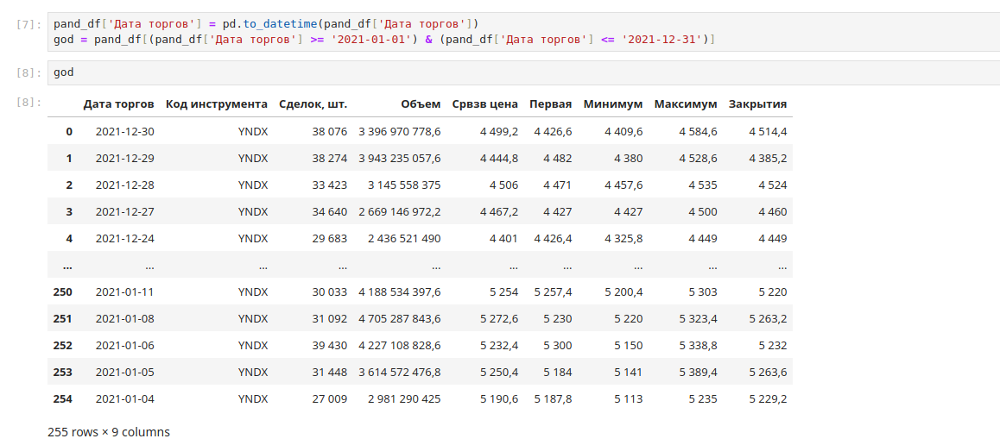 [7]: pand_df['Дата торгов'] = pd.to_datetime(pand_df['Дата торгов'])
god = pand_df[(pand_df['Дата торгов'] >= '2021-01-01') & (pand_df['Дата торгов'] <= '2021-12-31')]
[8]: god
[8]:
Дата торгов Код инструмента Сделок, шт. Объем Срвзв цена Первая Минимум Максимум Закрытия
0 2021-12-30 YNDX 38 076 3 396 970 778,6 4 499,2 4 426,6 4 409,6 4 584,6 4 514,4
1 2021-12-29 YNDX 38 274 3 943 235 057,6 4 444,8 4 482 4 380 4 528,6 4 385,2
2 2021-12-28 YNDX 33 423 3 145 558 375 4 506 4 471 4 457,6 4 535 4 524
3 2021-12-27 YNDX 34 640 2 669 146 972,2 4 467,2 4 427 4 427 4 500 4 460
4 2021-12-24 YNDX 29 683 2 436 521 490 4 401 4 426,4 4 325,8 4 449 4 449
... ... ... ... ... ... ... ... ... ...
250 2021-01-11 YNDX 30 033 4 188 534 397,6 5 254 5 257,4 5 200,4 5 303 5 220
251 2021-01-08 YNDX 31 092 4 705 287 843,6 5 272,6 5 230 5 220 5 323,4 5 263,2
252 2021-01-06 YNDX 39 430 4 227 108 828,6 5 232,4 5 300 5 150 5 338,8 5 232
253 2021-01-05 YNDX 31 448 3 614 572 476,8 5 250,4 5 184 5 141 5 389,4 5 263,6
254 2021-01-04 YNDX 27 009 2 981 290 425 5 190,6 5 187,8 5 113 5 235 5 229,2
255 rows × 9 columns